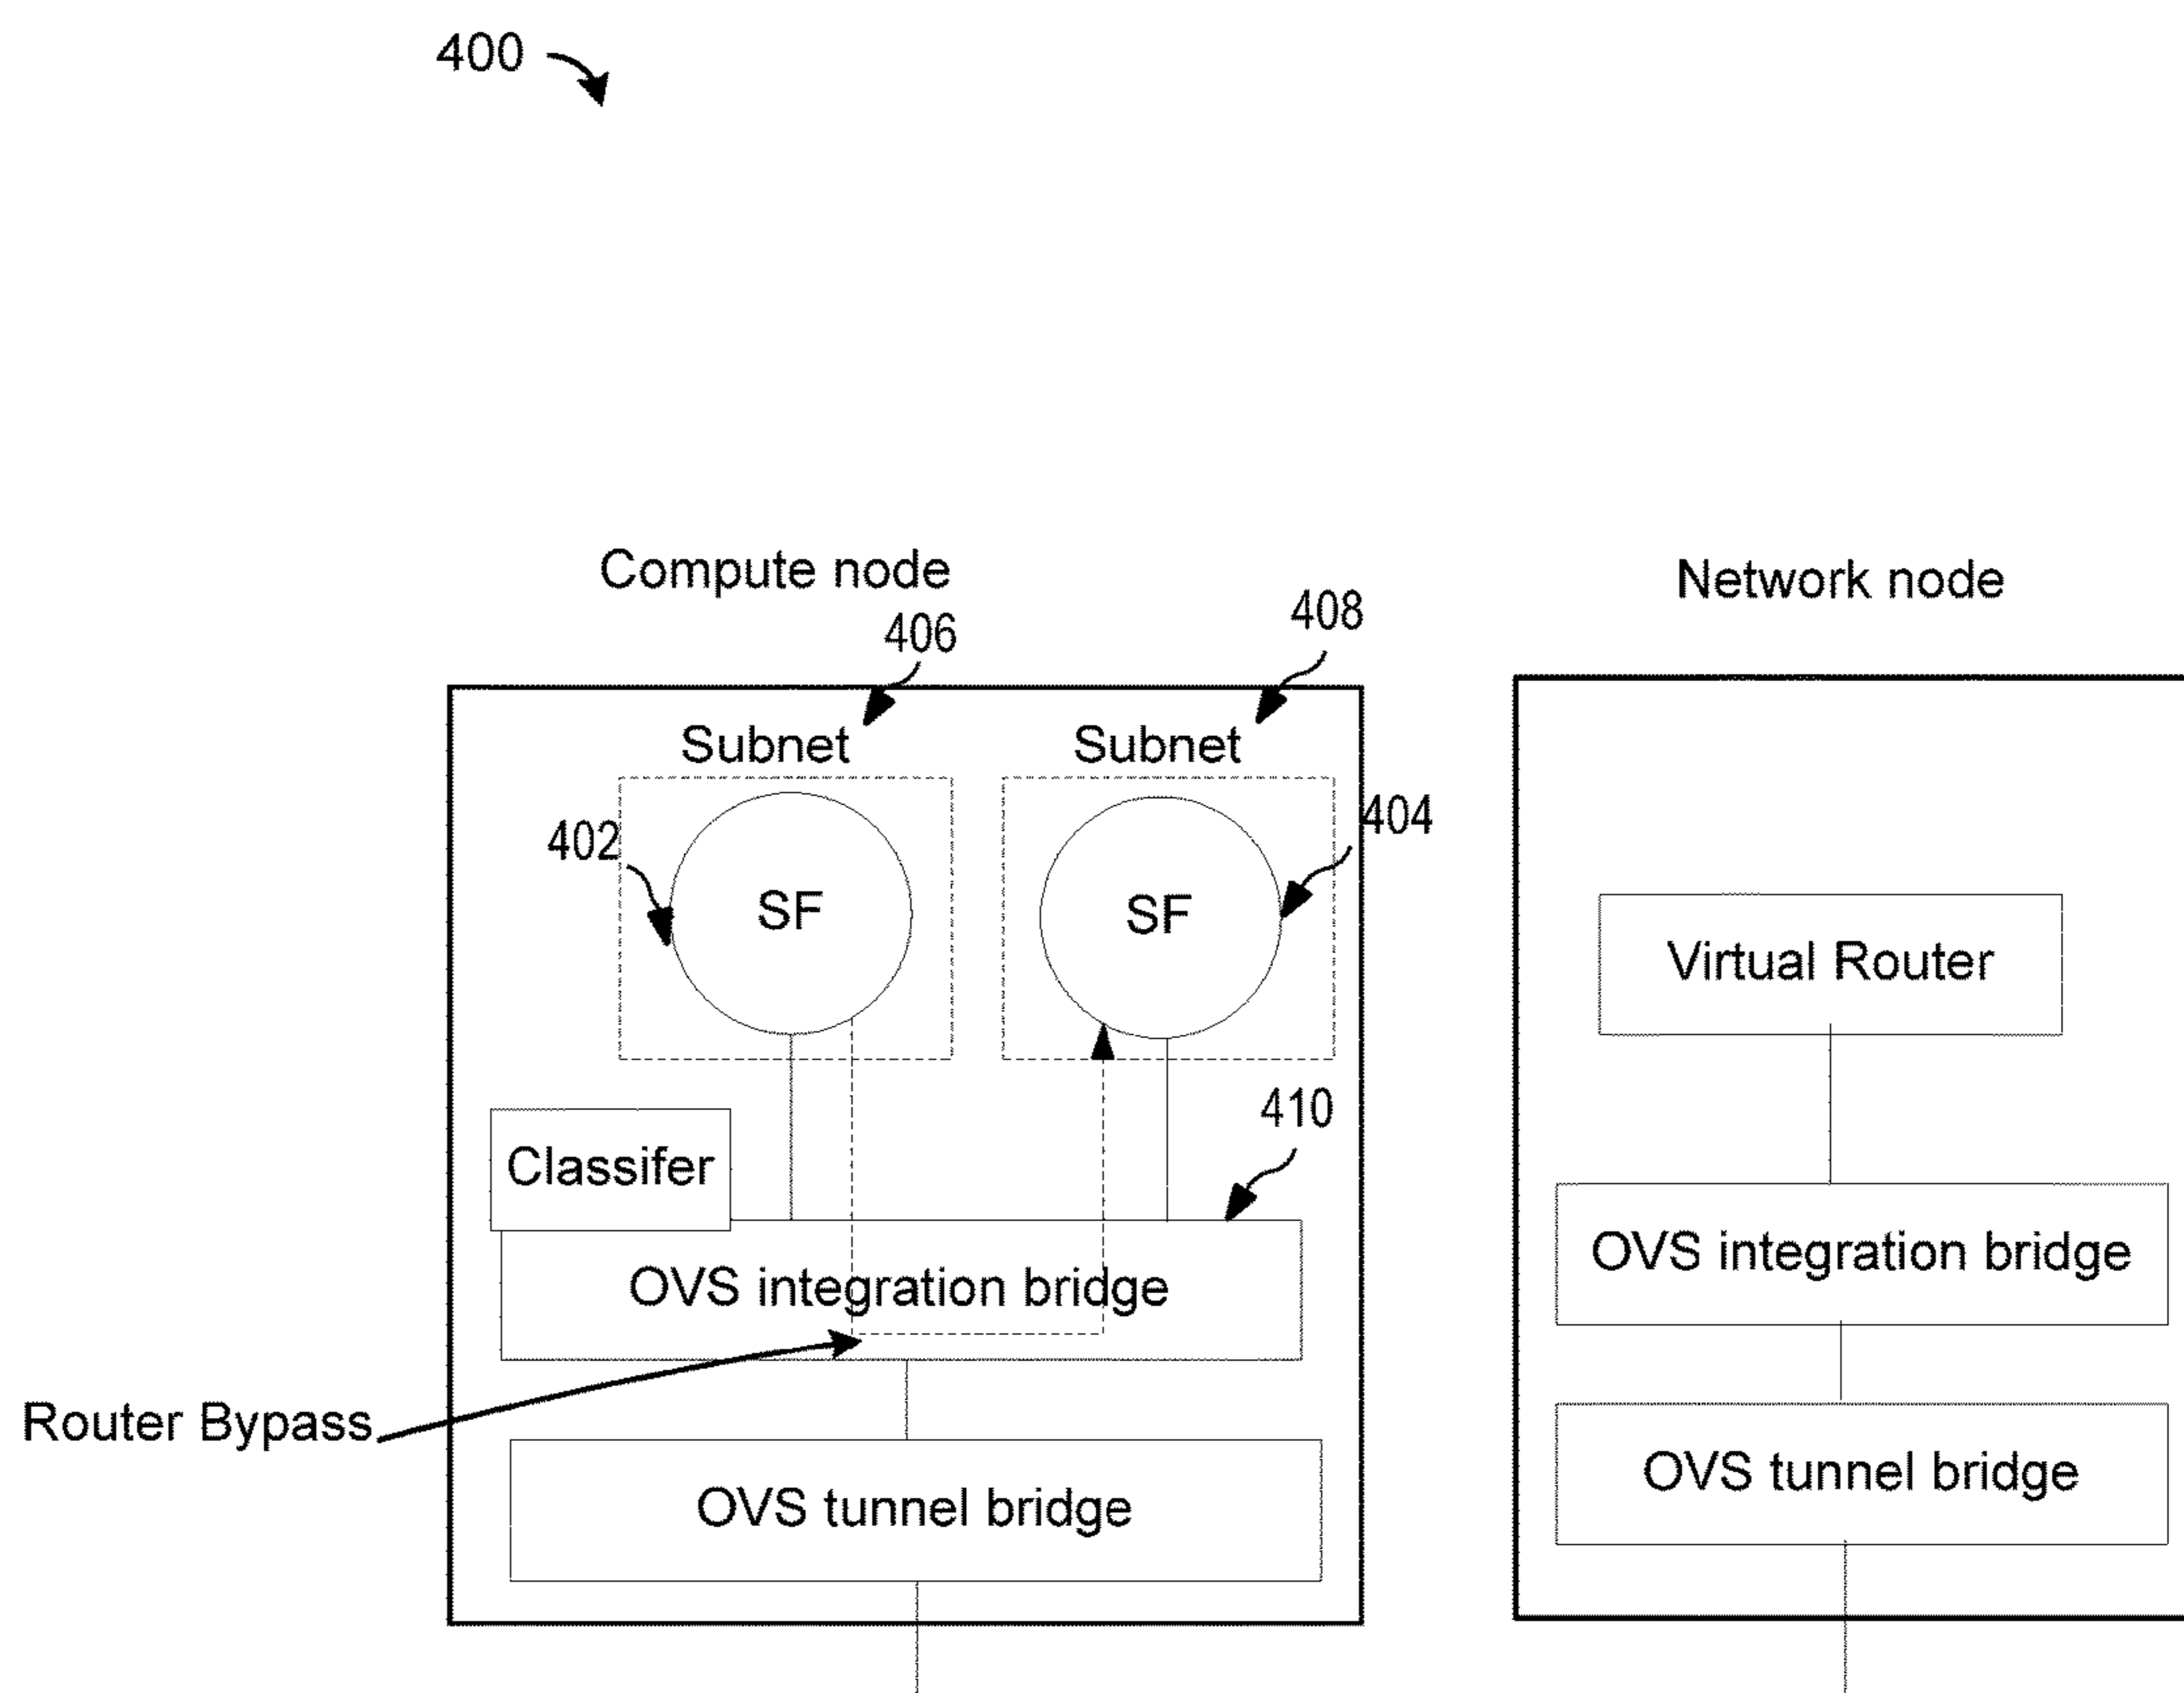 400
Compute node
Network node
406
408
Subnet
Subnet
402
404
SF
SF
Virtual Router
410
Classifer
OVS integration bridge
OVS integration bridge
Router Bypass
OVS tunnel bridge
OVS tunnel bridge